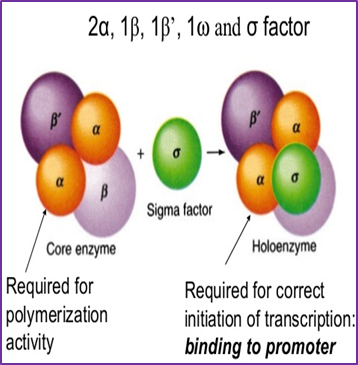 2α, 1β, 1β’, 1ω and σ factor
β’
α
α
β
+
σ
Sigma factor
β’
α
α
σ
Core enzyme
Holoenzyme
Required for
polymerization
activity
Required for correct
initiation of transcription:
binding to promoter